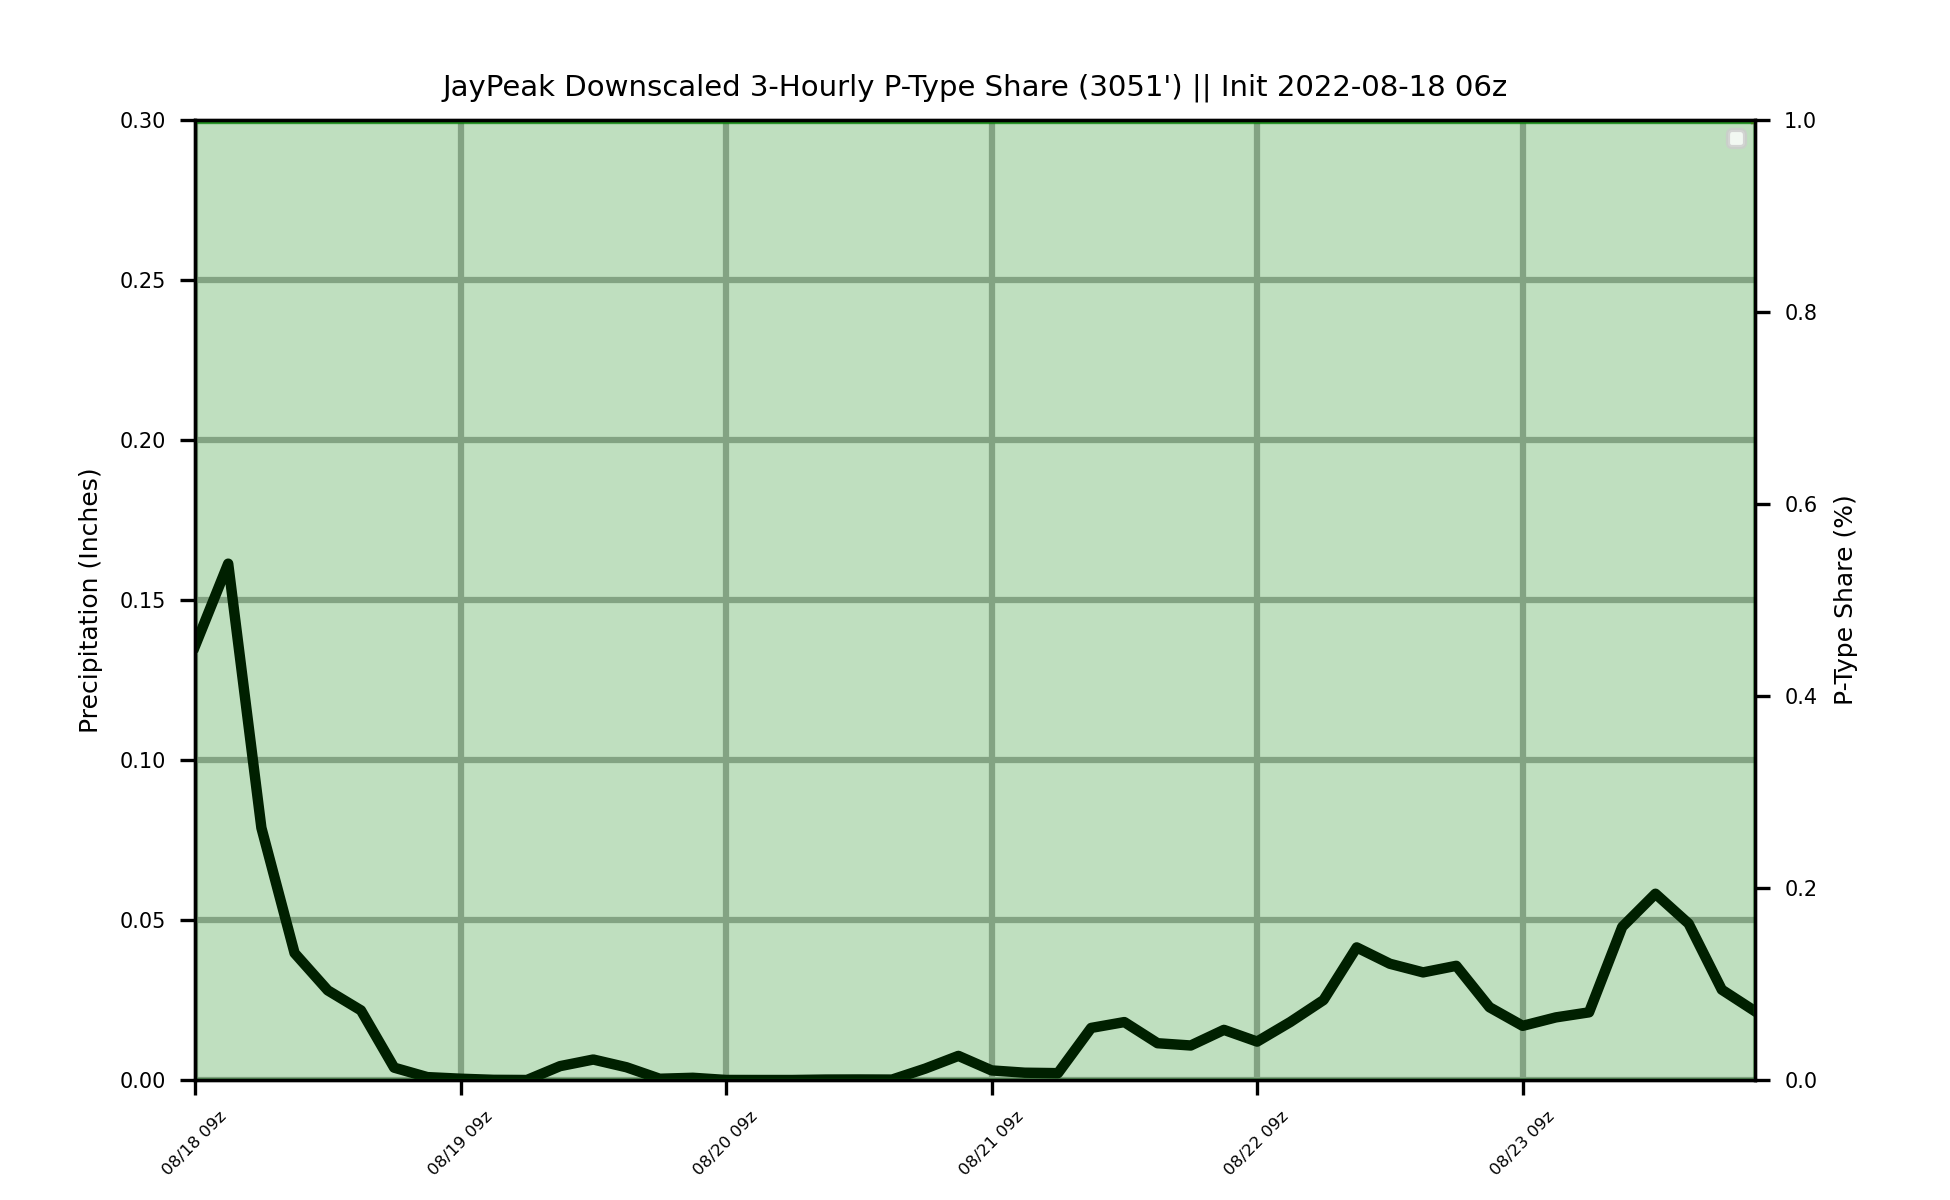 JayPeak Downscaled 3-Hourly P-Type Share (3051') || Init 2022-08-18 06z
Precipitation (Inches)
0.30
0.25
0.20
0.15
0.10
0.05
0.00
1.0
0.8
0.6
0.4
0.2
0.0
P-Type Share (%)
08/18 09z
08/19 09z
08/20 09z
08/21 09z
08/22 09z
08/23 09z